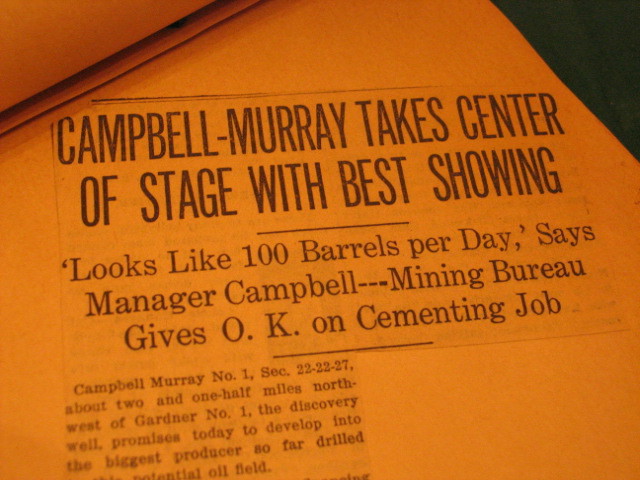 CAMPBELL-MURRAY TAKES CENTER
OF STAGE WITH BEST SHOWING
'Looks Like 100 Barrels per Day,' Says
Manager Campbell---Mining Bureau
Gives O. K. on Cementing Job
Campbell Murray No. 1, Sec. 22-22-27,
about two and one-half miles north-
west of Gardner No. 1, the discovery
well, promises today to develop into
the biggest producer so far drilled
potential oil field.